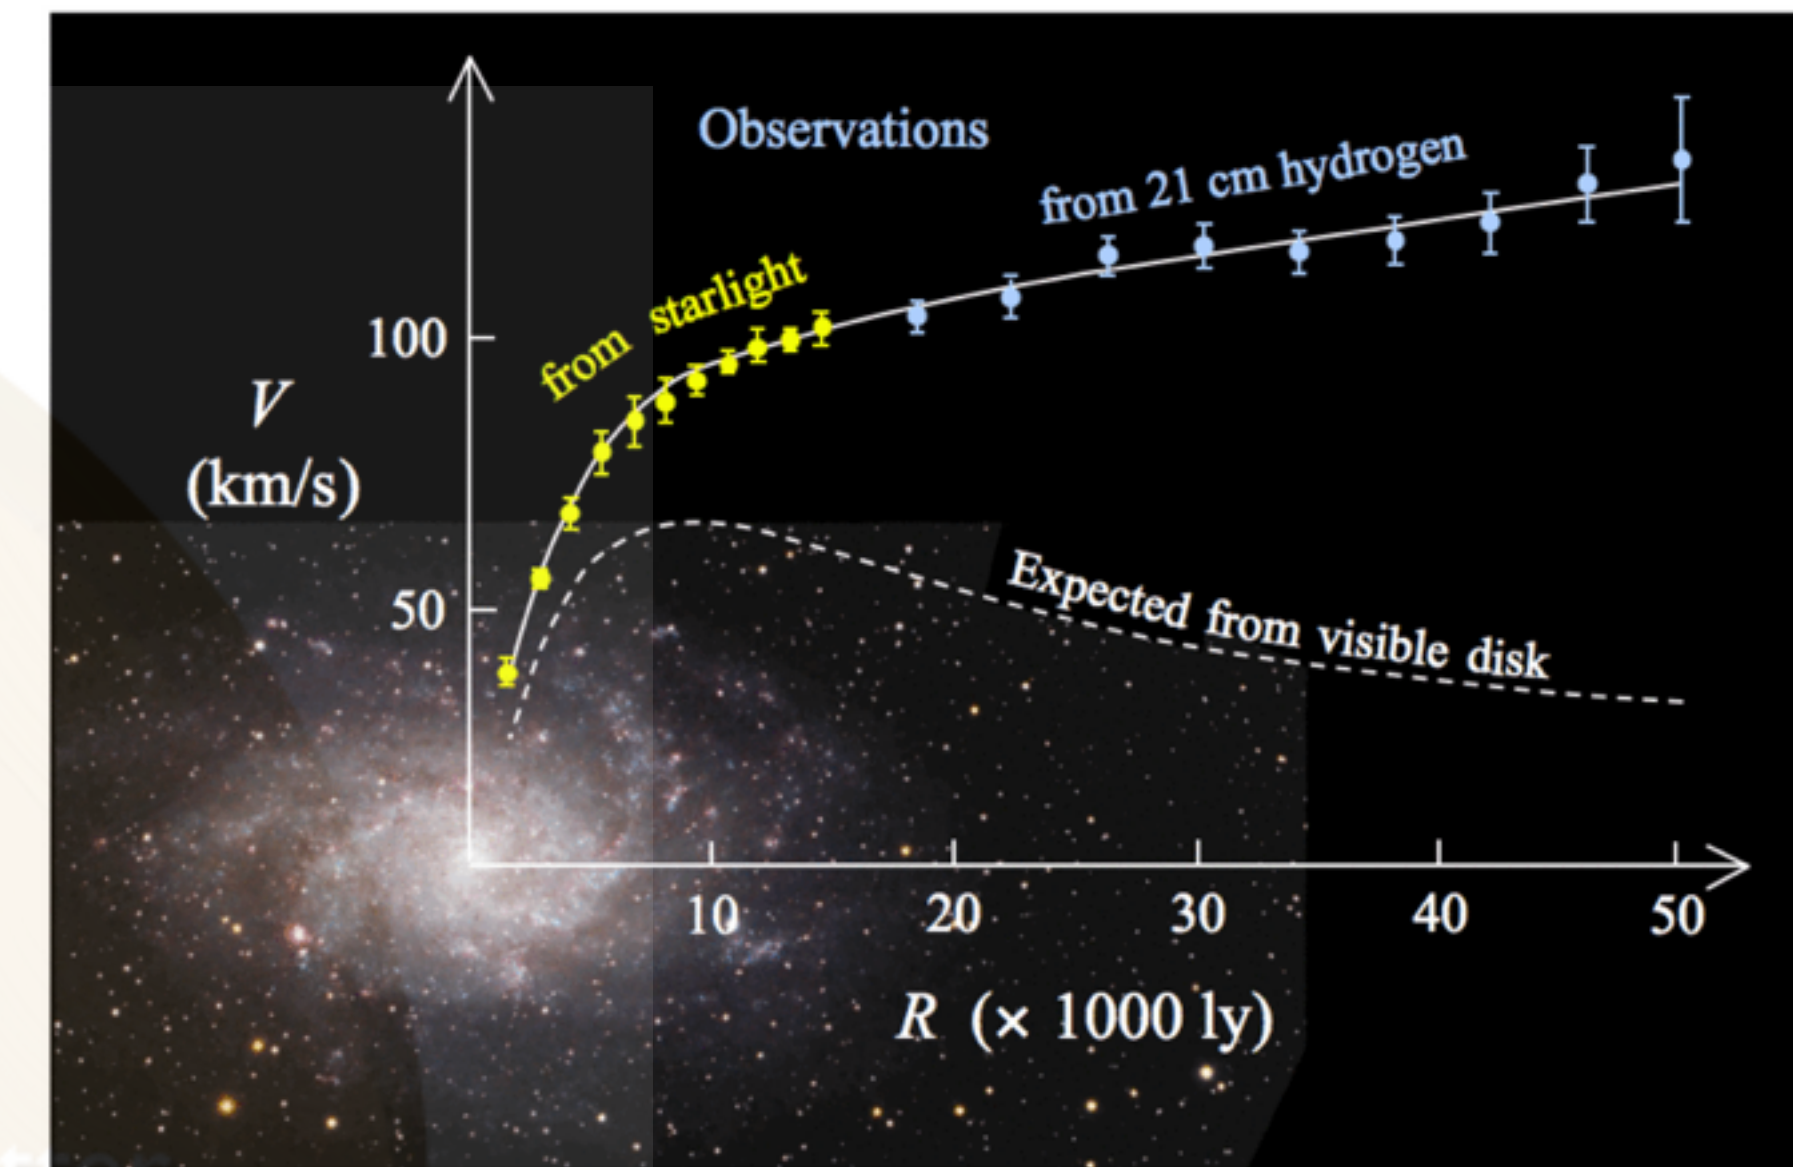 Observations
from 21 cm hydrogen
from starlight
100
V
(km/s)
50
Expected from visible disk
10
20
30
40
50
R (× 1000 ly)